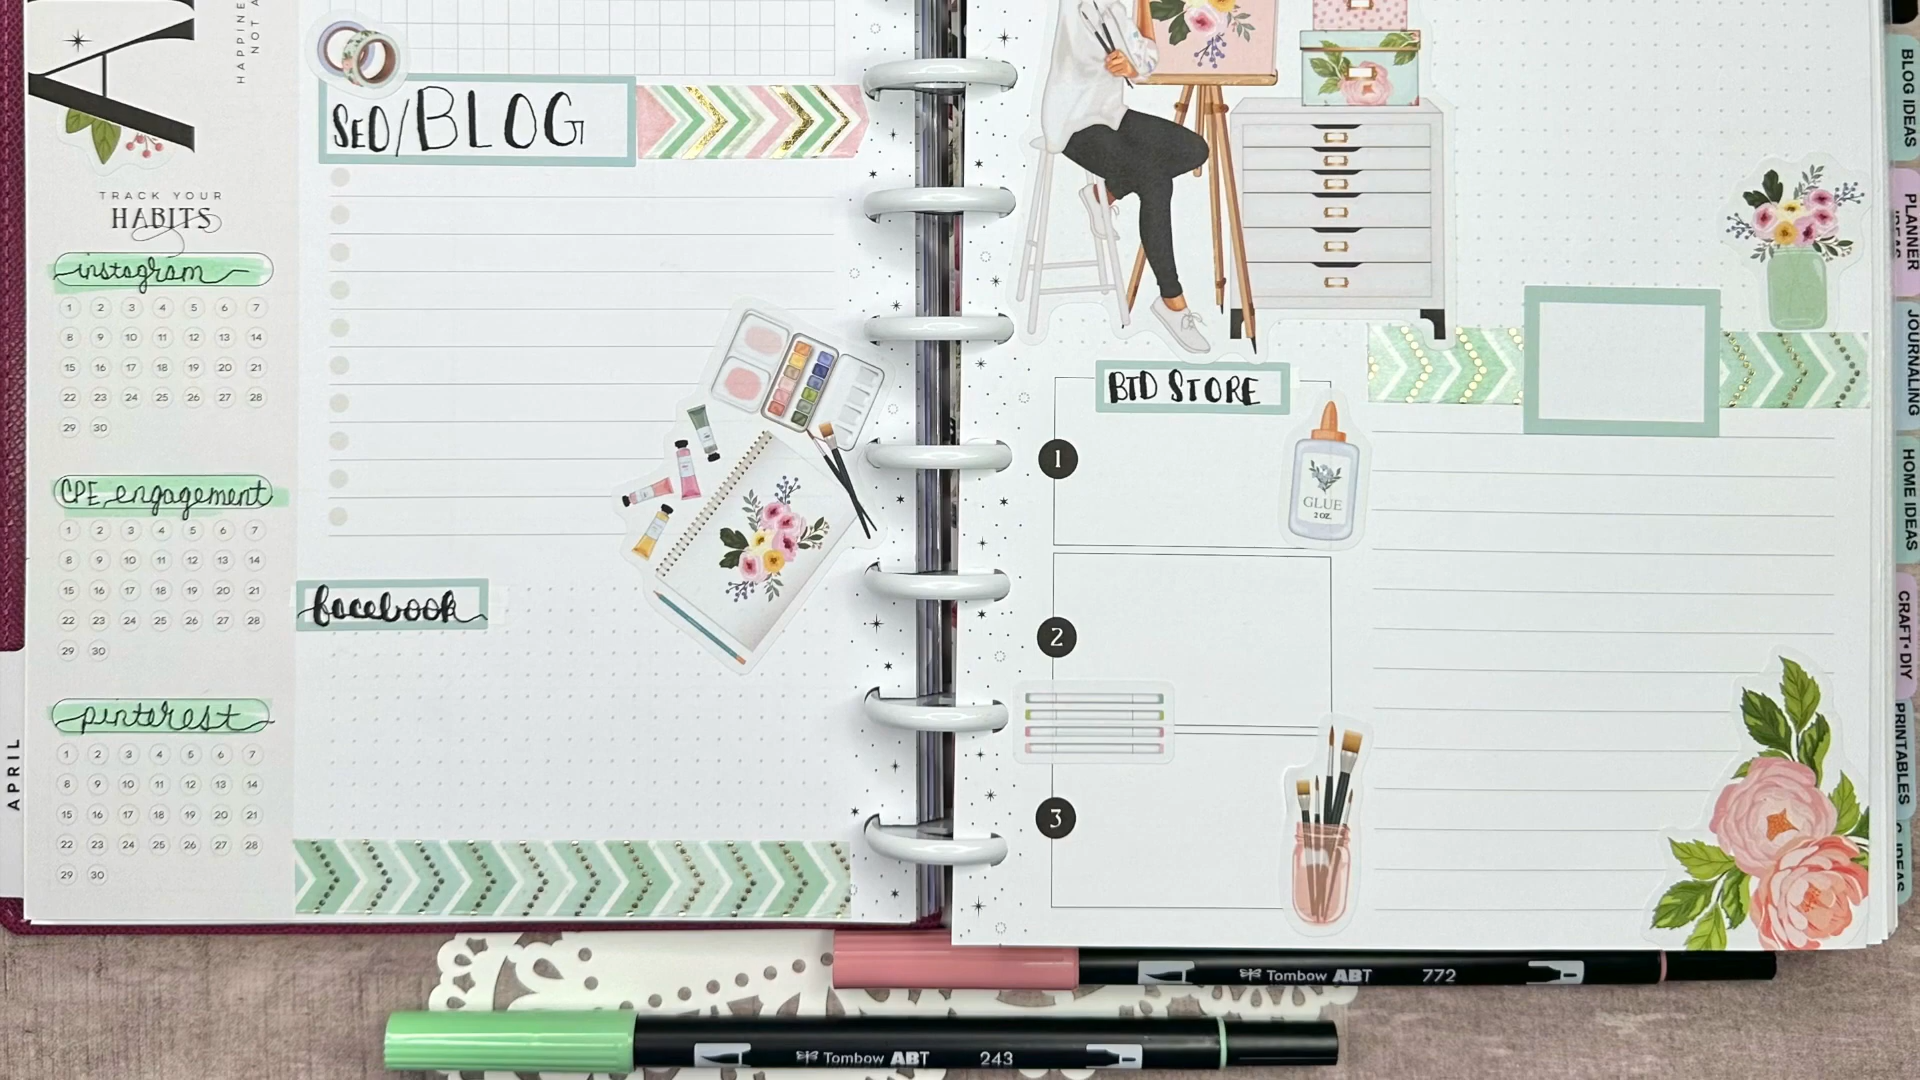 A
HAPPINE
NOT A
TRACK YOUR
HABITS
instagram
1 2 3 4 5 6 7
8 9 10 11 12 13 14
15 16 17 18 19 20 21
22 23 24 25 26 27 28
29 30
CPE engagement
1 2 3 4 5 6 7
8 9 10 11 12 13 14
15 16 17 18 19 20 21
22 23 24 25 26 27 28
29 30
pinterest
1 2 3 4 5 6 7
8 9 10 11 12 13 14
15 16 17 18 19 20 21
22 23 24 25 26 27 28
29 30
APRIL
SEO/BLOG
facebook
BTD STORE
1
GLUE
2 OZ.
2
3
BLOG IDEAS
PLANNER
IDEAS
JOURNALING
HOME IDEAS
CRAFT • DIY
PRINTABLES
IDEAS
Tombow ABT 772
Tombow ABT 243